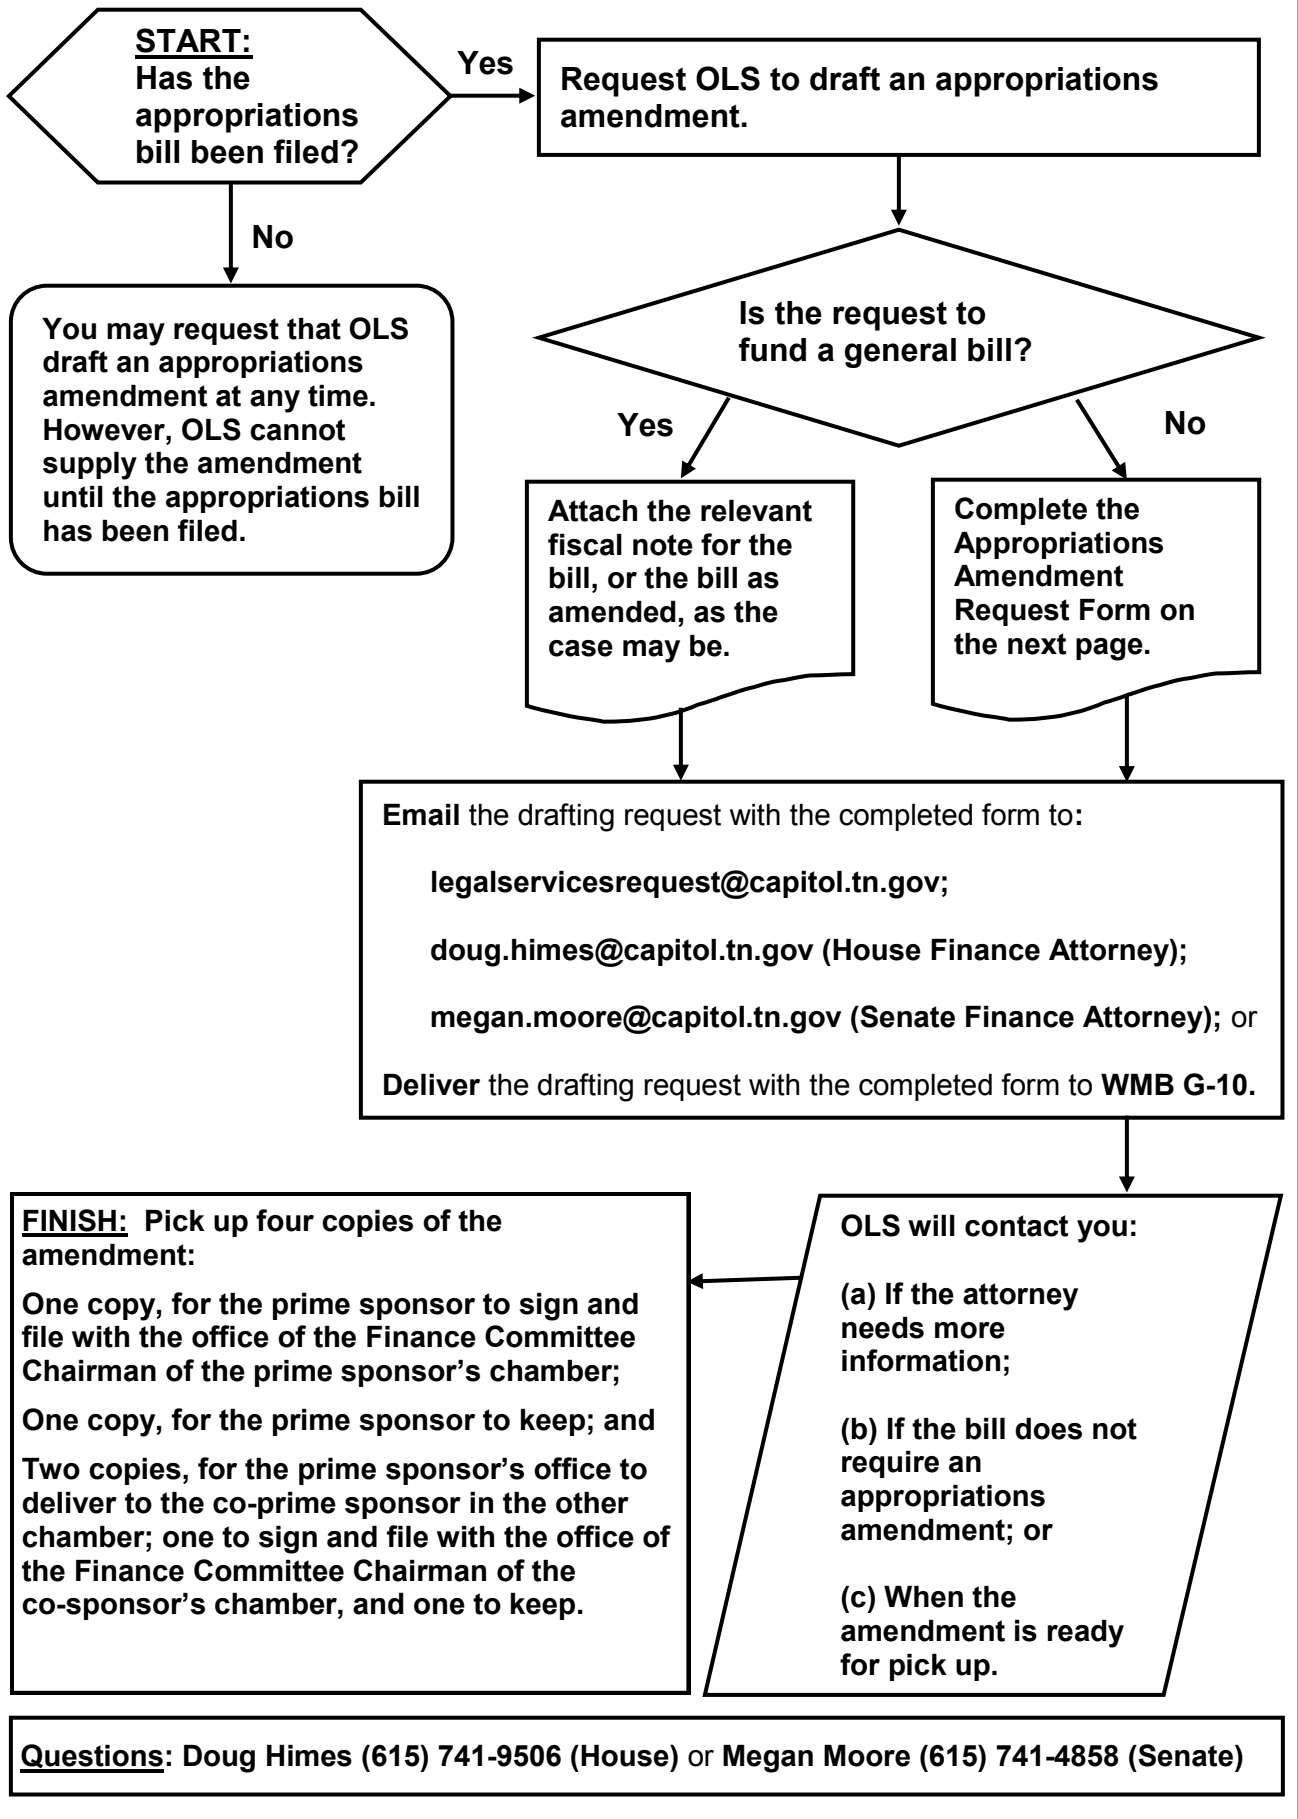 START:
Has the
appropriations
bill been filed?
Yes
Request OLS to draft an appropriations
amendment.
No
You may request that OLS
draft an appropriations
amendment at any time.
However, OLS cannot
supply the amendment
until the appropriations bill
has been filed.
Is the request to
fund a general bill?
Yes
No
Attach the relevant
fiscal note for the
bill, or the bill as
amended, as the
case may be.
Complete the
Appropriations
Amendment
Request Form on
the next page.
Email the drafting request with the completed form to:
legalservicesrequest@capitol.tn.gov;
doug.himes@capitol.tn.gov (House Finance Attorney);
megan.moore@capitol.tn.gov (Senate Finance Attorney); or
Deliver the drafting request with the completed form to WMB G-10.
OLS will contact you:
(a) If the attorney
needs more
information;
(b) If the bill does not
require an
appropriations
amendment; or
(c) When the
amendment is ready
for pick up.
FINISH: Pick up four copies of the
amendment:
One copy, for the prime sponsor to sign and
file with the office of the Finance Committee
Chairman of the prime sponsor's chamber;
One copy, for the prime sponsor to keep; and
Two copies, for the prime sponsor's office to
deliver to the co-prime sponsor in the other
chamber; one to sign and file with the office of
the Finance Committee Chairman of the
co-sponsor's chamber, and one to keep.
Questions: Doug Himes (615) 741-9506 (House) or Megan Moore (615) 741-4858 (Senate)